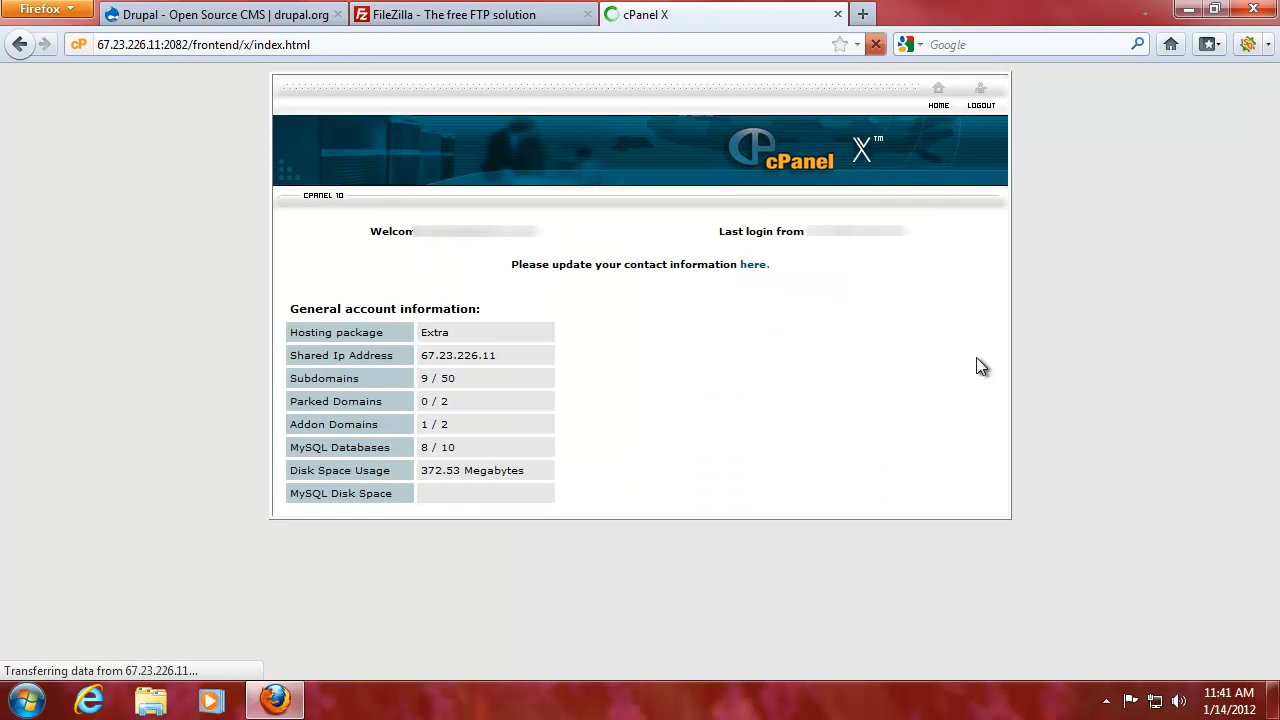 Firefox
Drupal - Open Source CMS | drupal.org
FileZilla - The free FTP solution
cPanel X
67.23.226.11:2082/frontend/x/index.html
Google
HOME
LOGOUT
cPanel X™
CPANEL 10
Welcom
Last login from
Please update your contact information here.
General account information:
Hosting package Extra
Shared Ip Address 67.23.226.11
Subdomains 9 / 50
Parked Domains 0 / 2
Addon Domains 1 / 2
MySQL Databases 8 / 10
Disk Space Usage 372.53 Megabytes
MySQL Disk Space
Transferring data from 67.23.226.11...
11:41 AM
1/14/2012